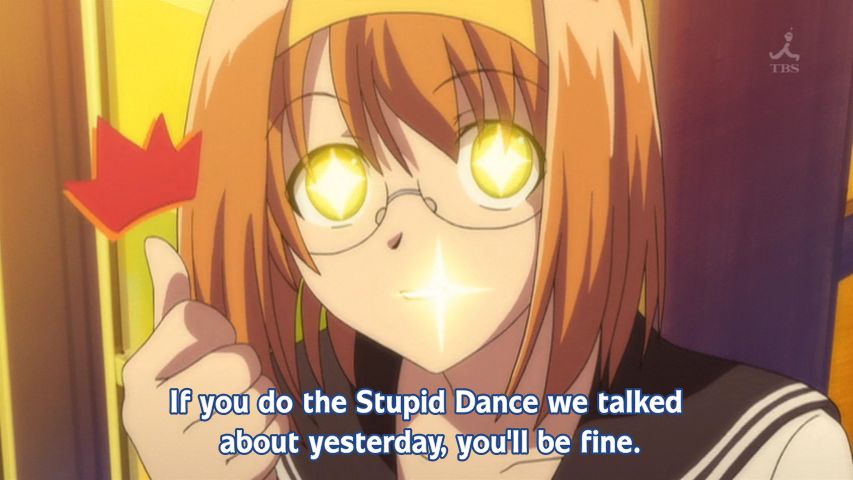 TBS
If you do the Stupid Dance we talked
about yesterday, you'll be fine.